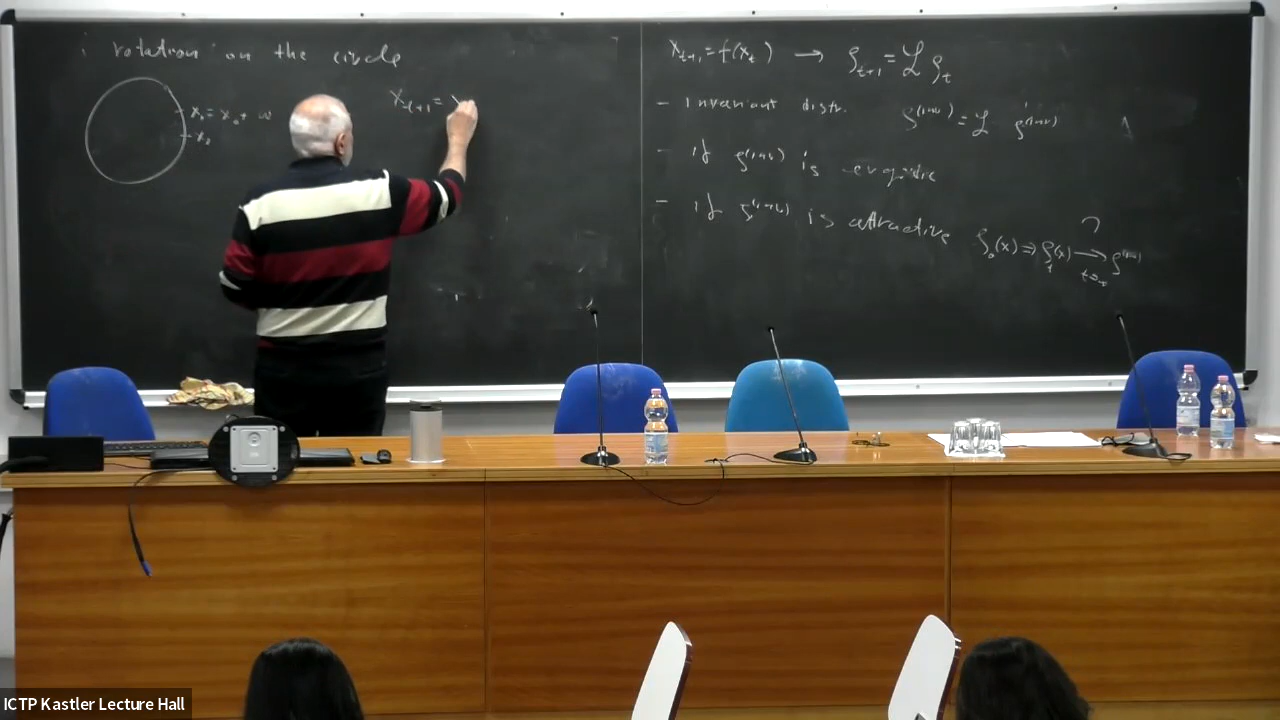 rotation on the circle
x₁ = x₀ + ω
x₀
x_{t+1} = x
x_{t+1} = f(x_t) → ρ_{t+1} = ℒ ρ_t
- invariant distr. ρ^{(inv)} = ℒ ρ^{(inv)}
- if ρ^{(inv)} is
- if ρ^{(inv)} is attractive ρ₀(x) ⇒ ρ_t(x) → ρ^{(inv)}
?
t→∞
ICTP Kastler Lecture Hall